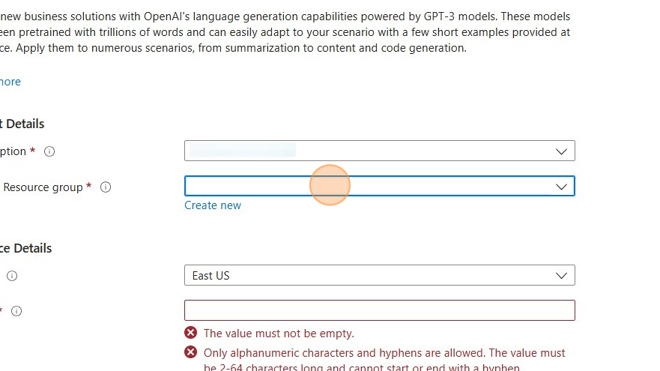 new business solutions with OpenAI's language generation capabilities powered by GPT-3 models. These models
een pretrained with trillions of words and can easily adapt to your scenario with a few short examples provided at
ce. Apply them to numerous scenarios, from summarization to content and code generation.
more
t Details
ption *
Resource group *
Create new
ce Details
East US
*
The value must not be empty.
Only alphanumeric characters and hyphens are allowed. The value must
be 2-64 characters long and cannot start or end with a hyphen.